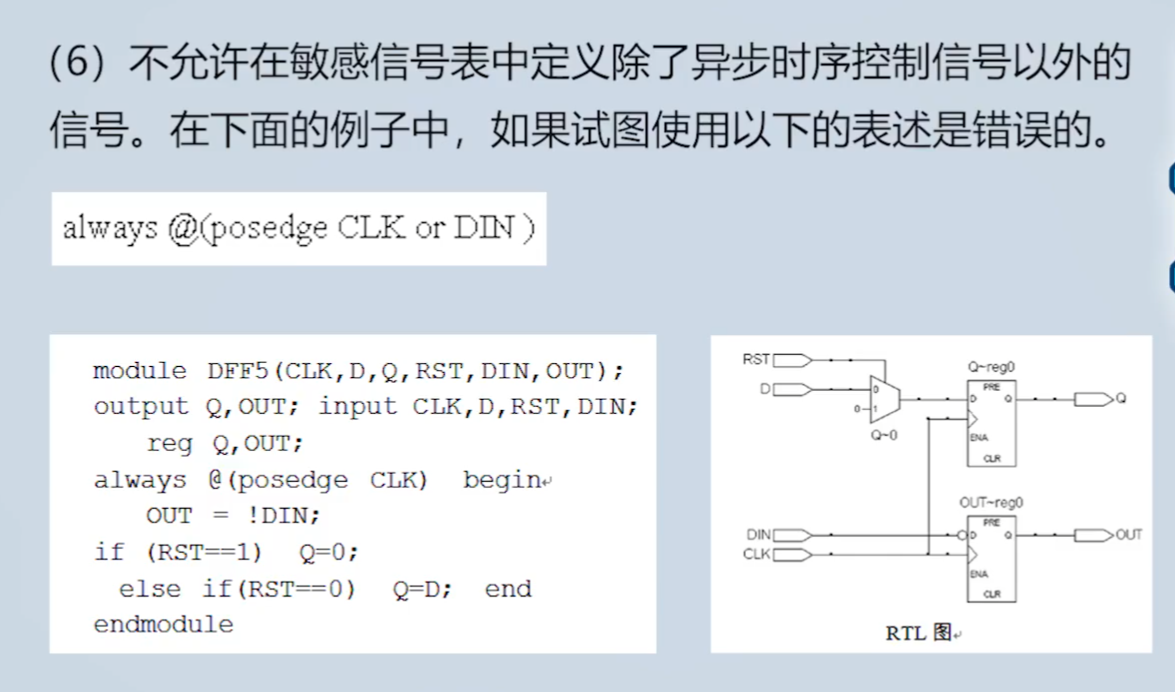 (6) 不允许在敏感信号表中定义除了异步时序控制信号以外的
信号。在下面的例子中，如果试图使用以下的表述是错误的。
always @(posedge CLK or DIN )
module DFF5(CLK,D,Q,RST,DIN,OUT);
output Q,OUT; input CLK,D,RST,DIN;
reg Q,OUT;
always @(posedge CLK) begin
OUT = !DIN;
if (RST==1) Q=0;
else if(RST==0) Q=D; end
endmodule
RST
D
0
0
1
Q~0
Q~reg0
PRE
D
Q
ENA
CLR
Q
DIN
CLK
OUT~reg0
PRE
D
Q
ENA
CLR
OUT
RTL 图